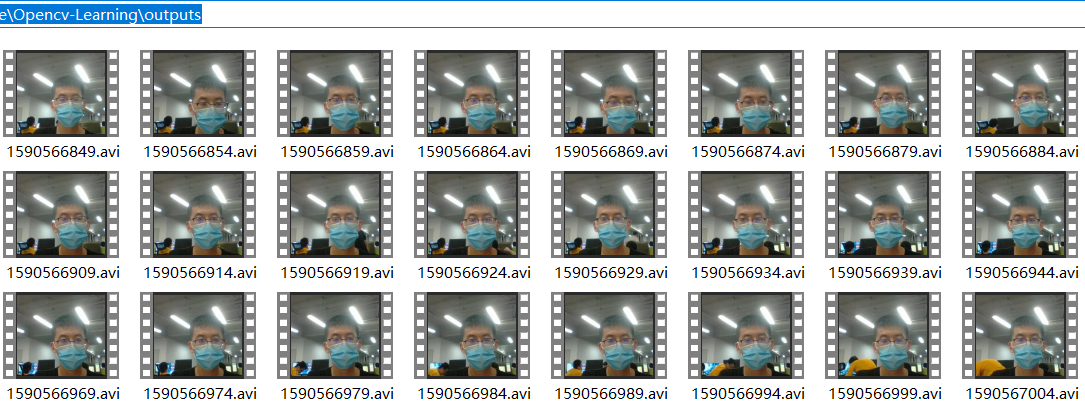 e\Opencv-Learning\outputs
1590566849.avi 1590566854.avi 1590566859.avi 1590566864.avi 1590566869.avi 1590566874.avi 1590566879.avi 1590566884.avi
1590566909.avi 1590566914.avi 1590566919.avi 1590566924.avi 1590566929.avi 1590566934.avi 1590566939.avi 1590566944.avi
1590566969.avi 1590566974.avi 1590566979.avi 1590566984.avi 1590566989.avi 1590566994.avi 1590566999.avi 1590567004.avi